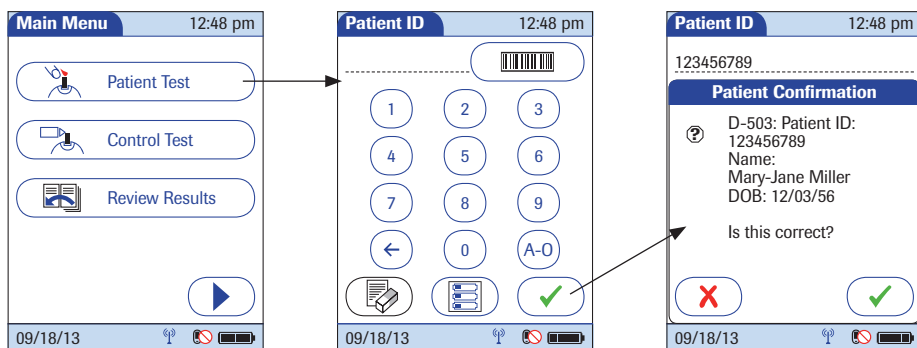 Main Menu 12:48 pm
Patient Test
Control Test
Review Results
09/18/13
Patient ID 12:48 pm
1 2 3
4 5 6
7 8 9
0 A-O
09/18/13
Patient ID 12:48 pm
123456789
Patient Confirmation
D-503: Patient ID:
123456789
Name:
Mary-Jane Miller
DOB: 12/03/56
Is this correct?
09/18/13